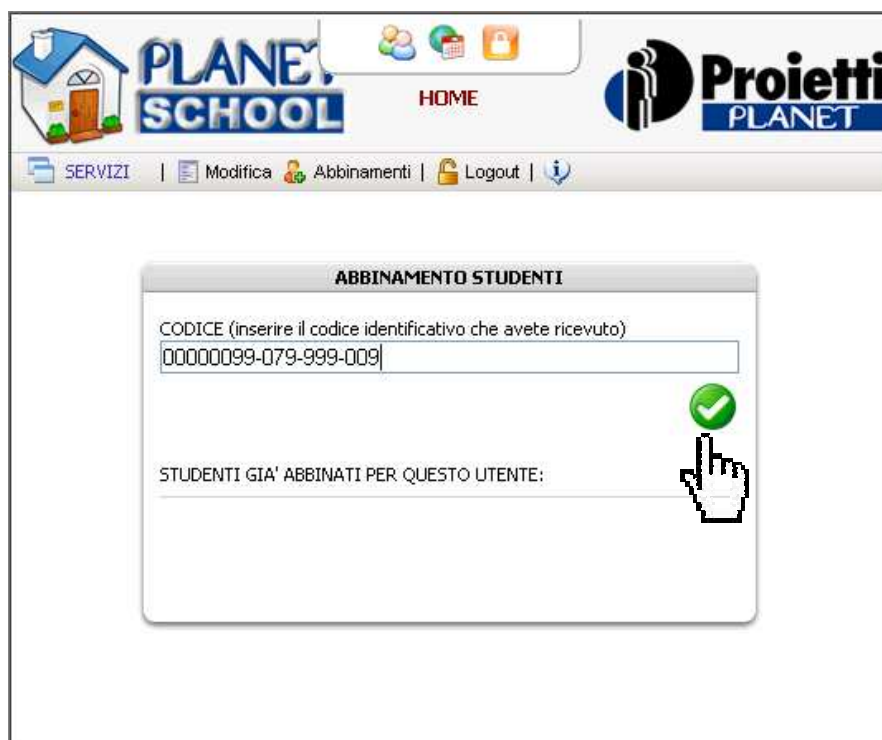 PLANET
SCHOOL
HOME
Proietti
PLANET
SERVIZI | Modifica Abbinamenti | Logout |
ABBINAMENTO STUDENTI
CODICE (inserire il codice identificativo che avete ricevuto)
00000099-079-999-009
STUDENTI GIA' ABBINATI PER QUESTO UTENTE: